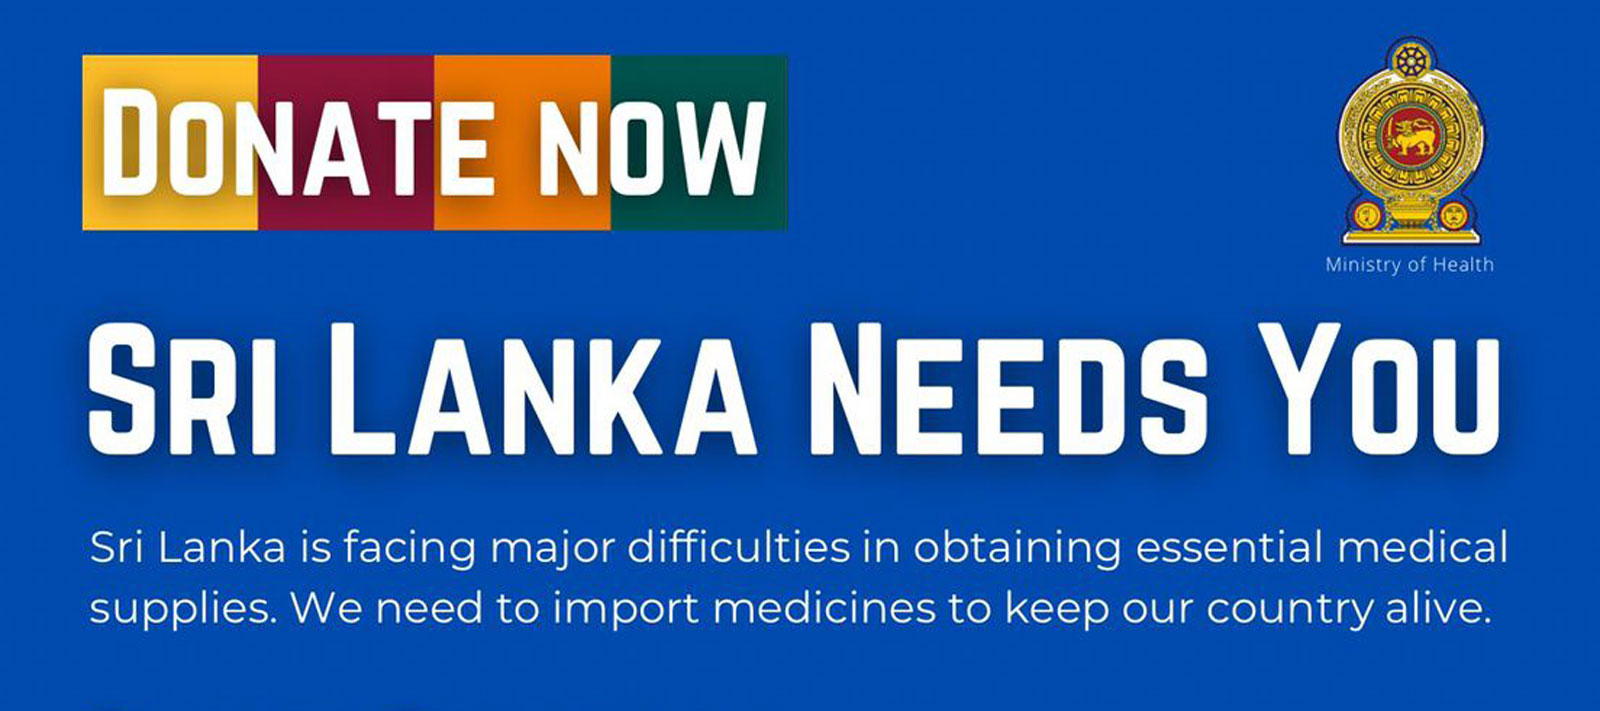 Donate now
Ministry of Health
Sri Lanka Needs You
Sri Lanka is facing major difficulties in obtaining essential medical
supplies. We need to import medicines to keep our country alive.